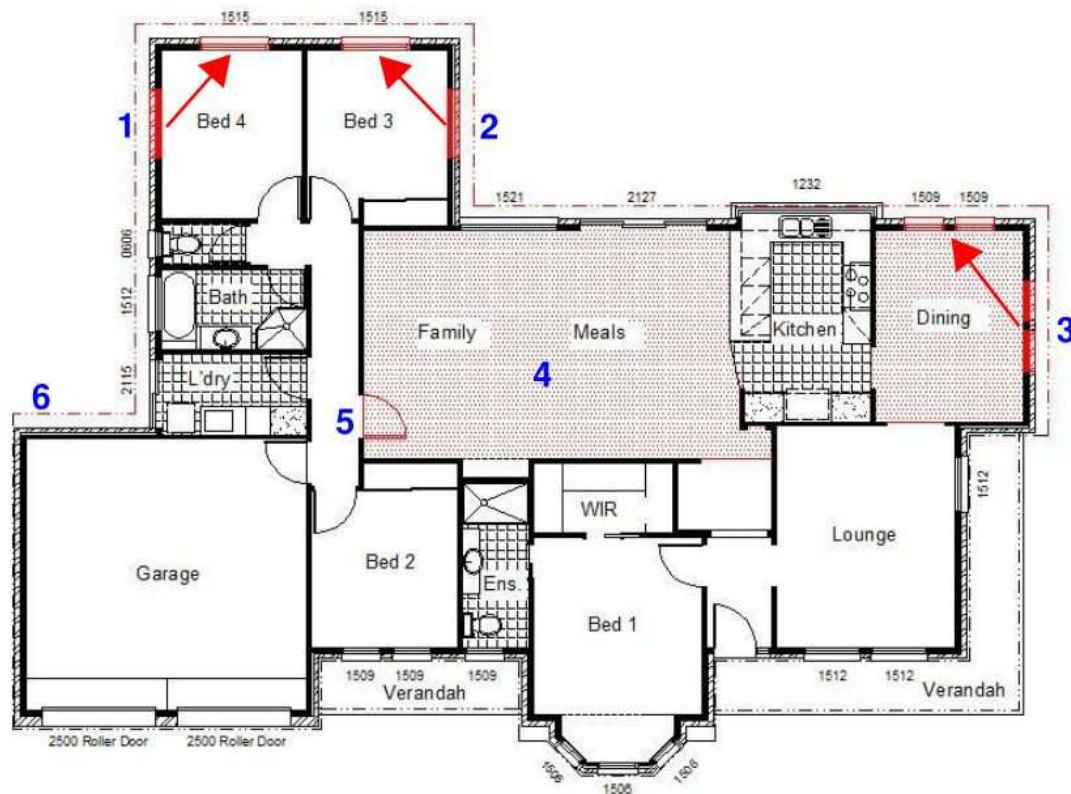 1515 1515
1 Bed 4 Bed 3 2
1521 2127 1232 1509 1509
0606
1512
Bath
Family Meals Kitchen Dining 3
2115
L'dry
4
6
5
1512
WIR
Lounge
Garage Bed 2 Ens. Bed 1
1509 1509 1509
1512 1512
Verandah Verandah
2500 Roller Door 2500 Roller Door
1506 1506 1506